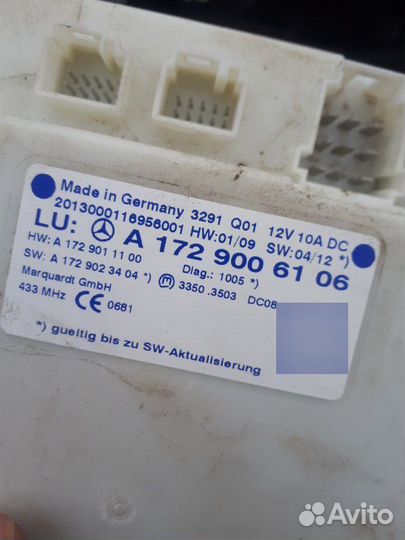 Made in Germany 3291 Q01 12V 10A DC
2013000116956001 HW:01/09 SW:04/12 *)
LU: A 172 900 61 06
HW: A 172 901 11 00 Diag.: 1005 *)
SW: A 172 902 34 04 *) m 3350 .3503 DC08
Marquardt GmbH
433 MHz CE 0681
*) gueltig bis zu SW-Aktualisierung
Avito